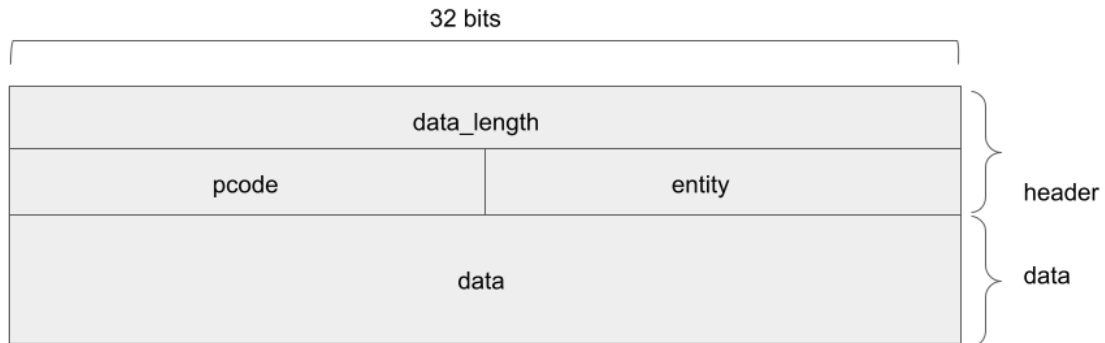 32 bits
data_length
pcode entity
header
data data